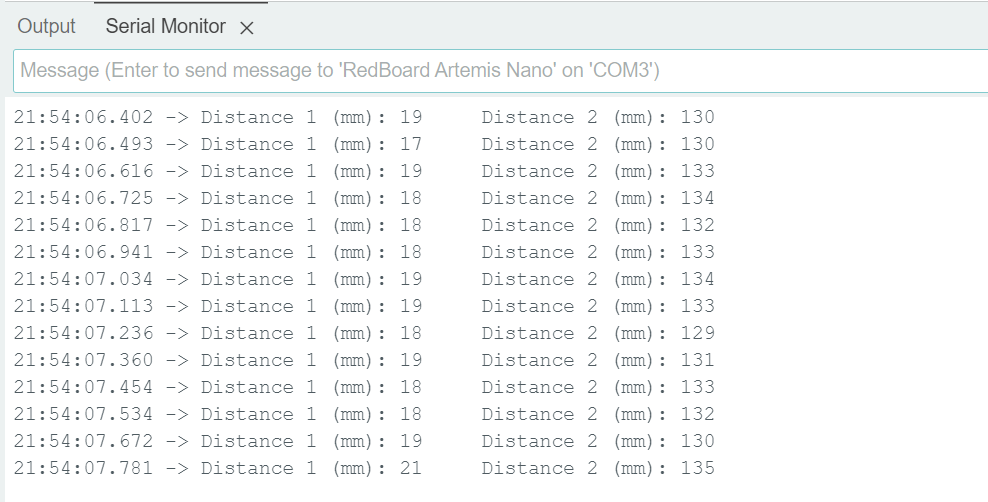 Output Serial Monitor ×
Message (Enter to send message to 'RedBoard Artemis Nano' on 'COM3')
21:54:06.402 -> Distance 1 (mm): 19 Distance 2 (mm): 130
21:54:06.493 -> Distance 1 (mm): 17 Distance 2 (mm): 130
21:54:06.616 -> Distance 1 (mm): 19 Distance 2 (mm): 133
21:54:06.725 -> Distance 1 (mm): 18 Distance 2 (mm): 134
21:54:06.817 -> Distance 1 (mm): 18 Distance 2 (mm): 132
21:54:06.941 -> Distance 1 (mm): 18 Distance 2 (mm): 133
21:54:07.034 -> Distance 1 (mm): 19 Distance 2 (mm): 134
21:54:07.113 -> Distance 1 (mm): 19 Distance 2 (mm): 133
21:54:07.236 -> Distance 1 (mm): 18 Distance 2 (mm): 129
21:54:07.360 -> Distance 1 (mm): 19 Distance 2 (mm): 131
21:54:07.454 -> Distance 1 (mm): 18 Distance 2 (mm): 133
21:54:07.534 -> Distance 1 (mm): 18 Distance 2 (mm): 132
21:54:07.672 -> Distance 1 (mm): 19 Distance 2 (mm): 130
21:54:07.781 -> Distance 1 (mm): 21 Distance 2 (mm): 135